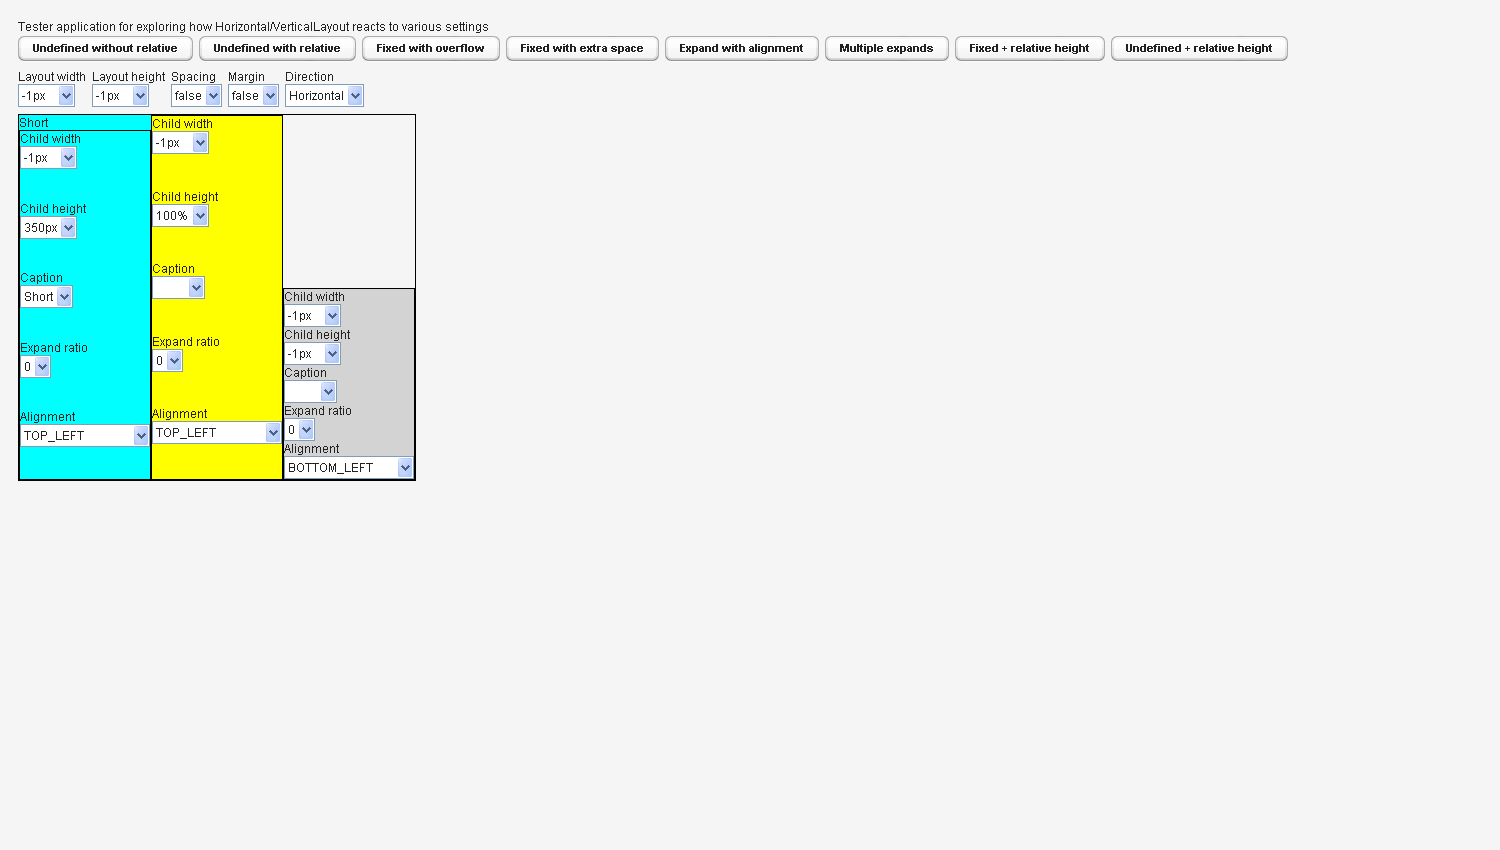 Tester application for exploring how Horizontal/VerticalLayout reacts to various settings
Undefined without relative Undefined with relative Fixed with overflow Fixed with extra space Expand with alignment Multiple expands Fixed + relative height Undefined + relative height
Layout width Layout height Spacing Margin Direction
-1px -1px false false Horizontal
Short
Child width
-1px
Child height
350px
Caption
Short
Expand ratio
0
Alignment
TOP_LEFT
Child width
-1px
Child height
100%
Caption
Expand ratio
0
Alignment
TOP_LEFT
Child width
-1px
Child height
-1px
Caption
Expand ratio
0
Alignment
BOTTOM_LEFT